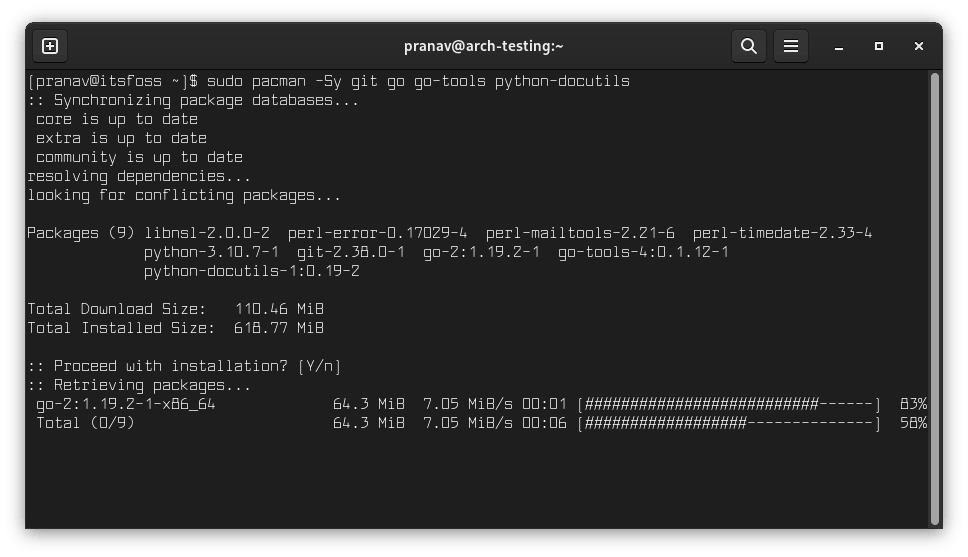 pranav@arch-testing:~
[pranav@itsfoss ~]$ sudo pacman -Sy git go go-tools python-docutils
:: Synchronizing package databases...
 core is up to date
 extra is up to date
 community is up to date
resolving dependencies...
looking for conflicting packages...
Packages (9) libnsl-2.0.0-2  perl-error-0.17029-4  perl-mailtools-2.21-6  perl-timedate-2.33-4
             python-3.10.7-1  git-2.38.0-1  go-2:1.19.2-1  go-tools-4:0.1.12-1
             python-docutils-1:0.19-2
Total Download Size:   110.46 MiB
Total Installed Size:  618.77 MiB
:: Proceed with installation? [Y/n]
:: Retrieving packages...
 go-2:1.19.2-1-x86_64             64.3 MiB  7.05 MiB/s 00:01 [##########################------]  83%
 Total (0/9)                      64.3 MiB  7.05 MiB/s 00:06 [##################--------------]  58%